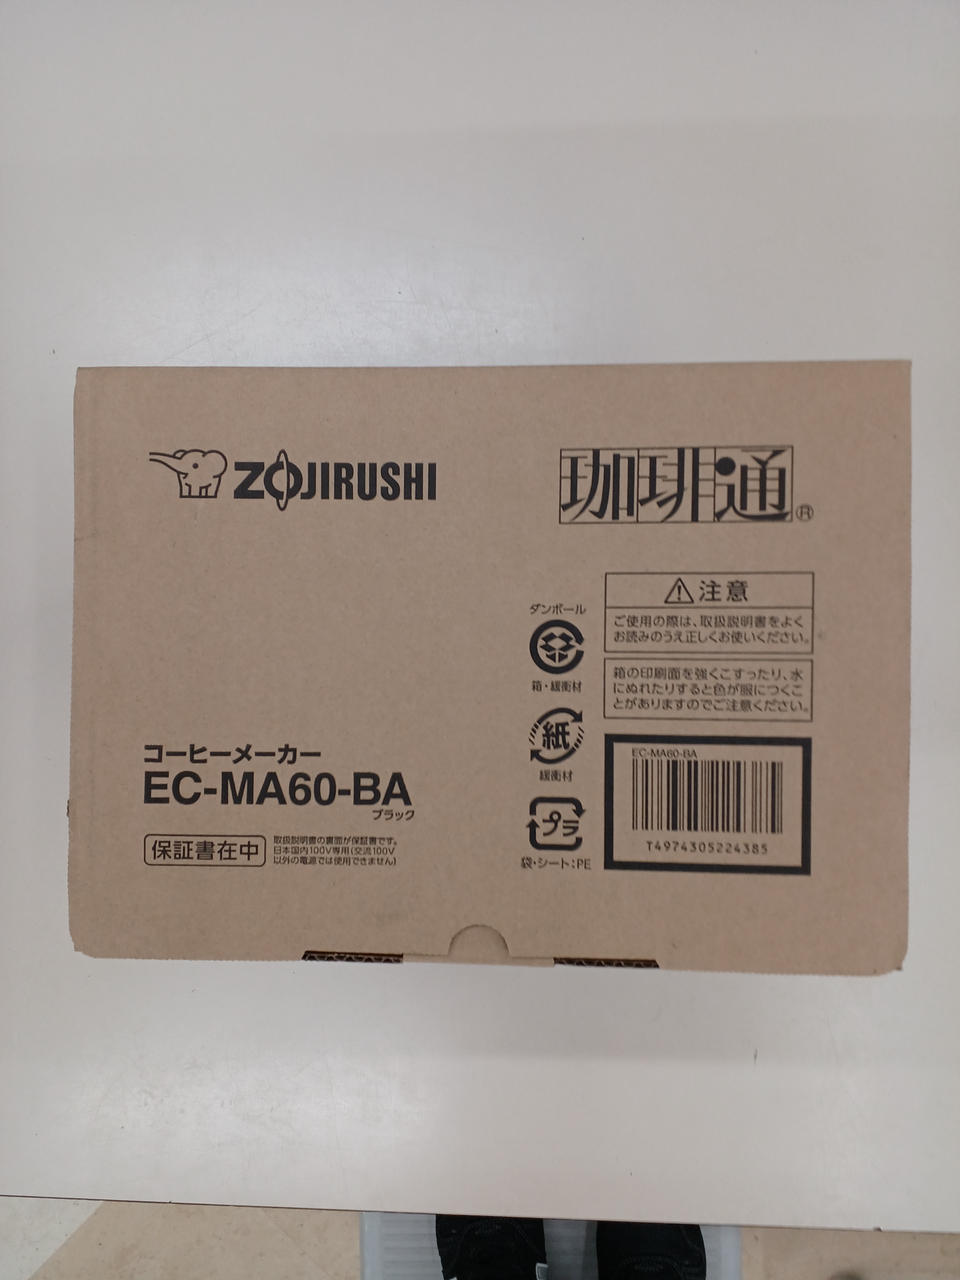 ZOJIRUSHI
珈琲通®
コーヒーメーカー
EC-MA60-BA
ブラック
保証書在中
取扱説明書の裏面が保証書です。
日本国内100V専用(交流100V
以外の電源では使用できません)
ダンボール
箱・緩衝材
紙
緩衝材
プラ
袋・シート:PE
注意
ご使用の際は、取扱説明書をよく
お読みのうえ正しくお使いください。
箱の印刷面を強くこすったり、水
にぬれたりすると色が服につくこ
とがありますのでご注意ください。
EC-MA60-BA
T4974305224385